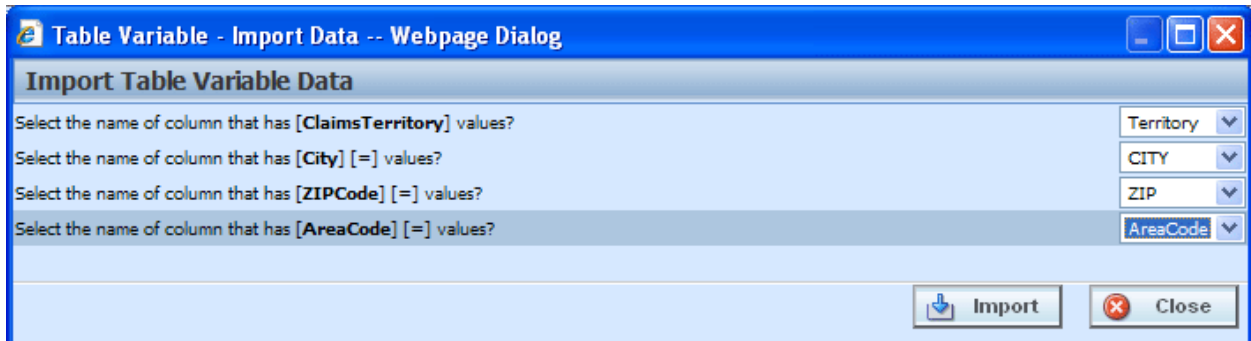 Table Variable - Import Data -- Webpage Dialog
Import Table Variable Data
Select the name of column that has [ClaimsTerritory] values? Territory
Select the name of column that has [City] [=] values? CITY
Select the name of column that has [ZIPCode] [=] values? ZIP
Select the name of column that has [AreaCode] [=] values? AreaCode
Import Close